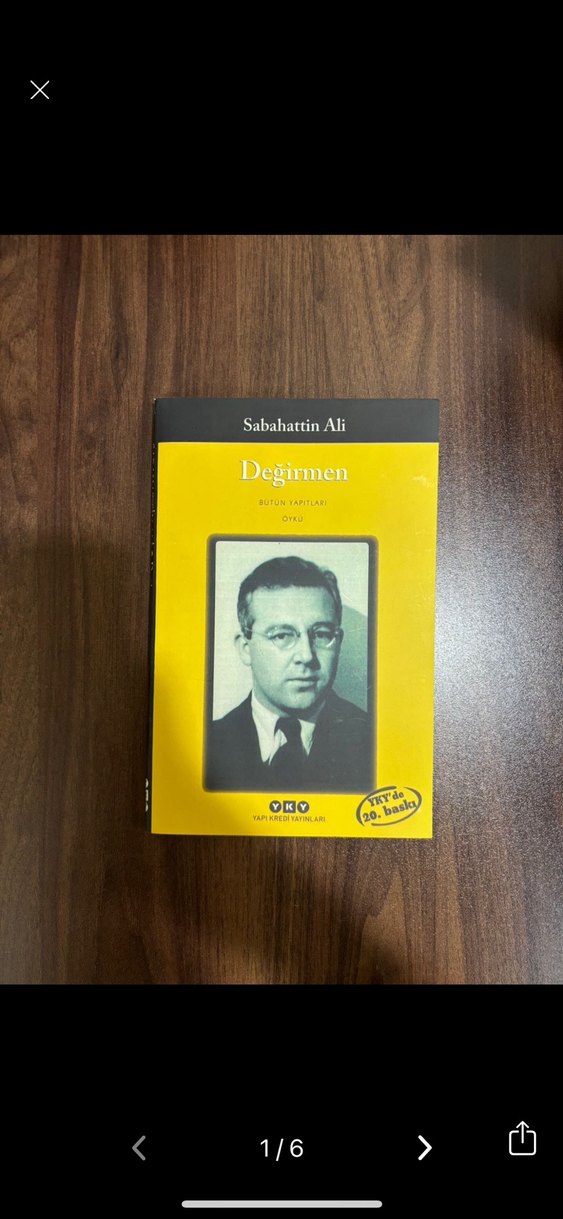 Sabahattin Ali
Değirmen
BÜTÜN YAPITLARI
ÖYKÜ
YKY
YAPI KREDİ YAYINLARI
YKY'de
20. baskı
1/6